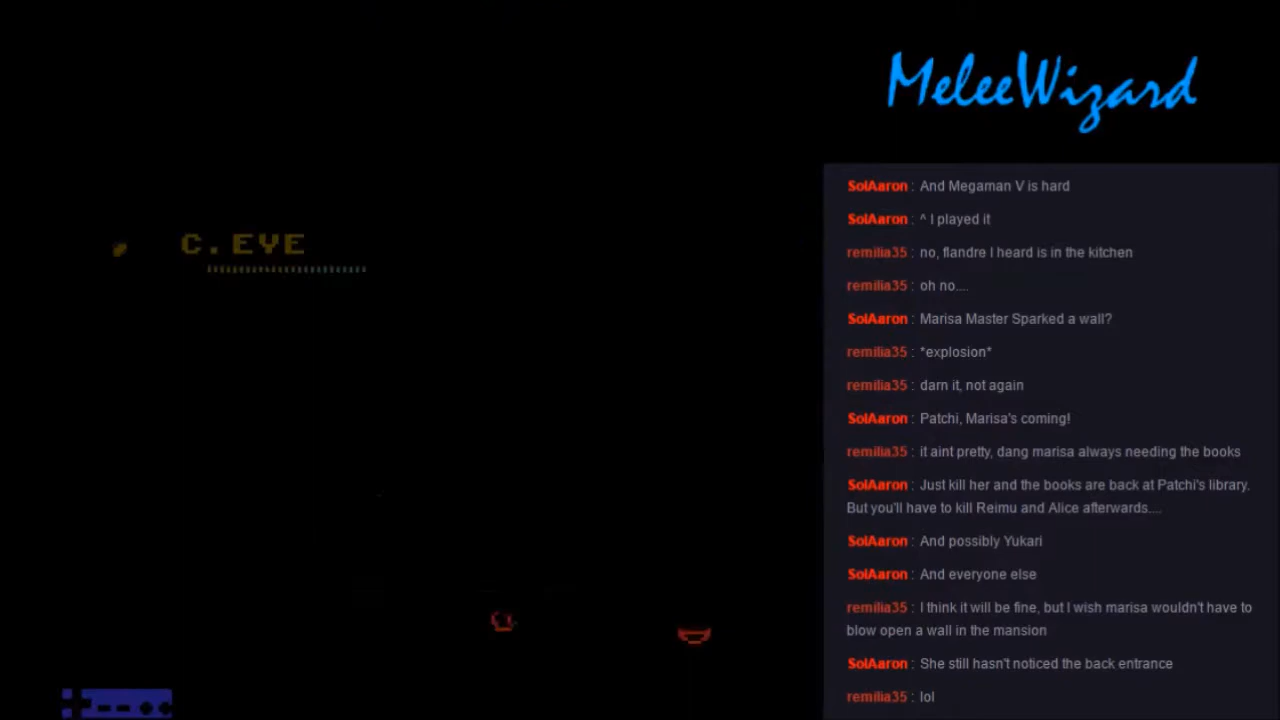 MeleeWizard
C.EYE
SolAaron : And Megaman V is hard
SolAaron : ^ I played it
remilia35 : no, flandre I heard is in the kitchen
remilia35 : oh no....
SolAaron : Marisa Master Sparked a wall?
remilia35 : *explosion*
remilia35 : darn it, not again
SolAaron : Patchi, Marisa's coming!
remilia35 : it aint pretty, dang marisa always needing the books
SolAaron : Just kill her and the books are back at Patchi's library.
But you'll have to kill Reimu and Alice afterwards....
SolAaron : And possibly Yukari
SolAaron : And everyone else
remilia35 : I think it will be fine, but I wish marisa wouldn't have to
blow open a wall in the mansion
SolAaron : She still hasn't noticed the back entrance
remilia35 : lol